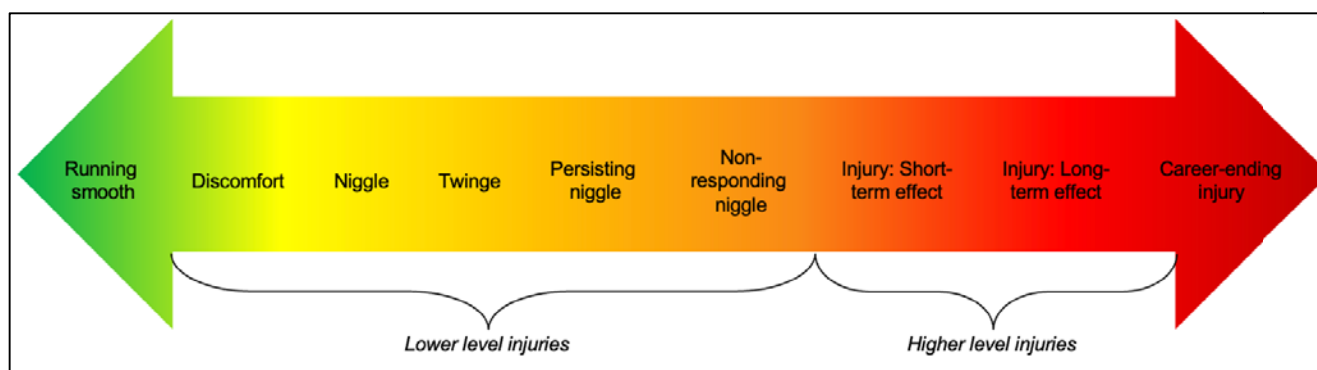 Running
smooth
Discomfort
Niggle
Twinge
Persisting
niggle
Non-
responding
niggle
Injury: Short-
term effect
Injury: Long-
term effect
Career-ending
injury
Lower level injuries
Higher level injuries